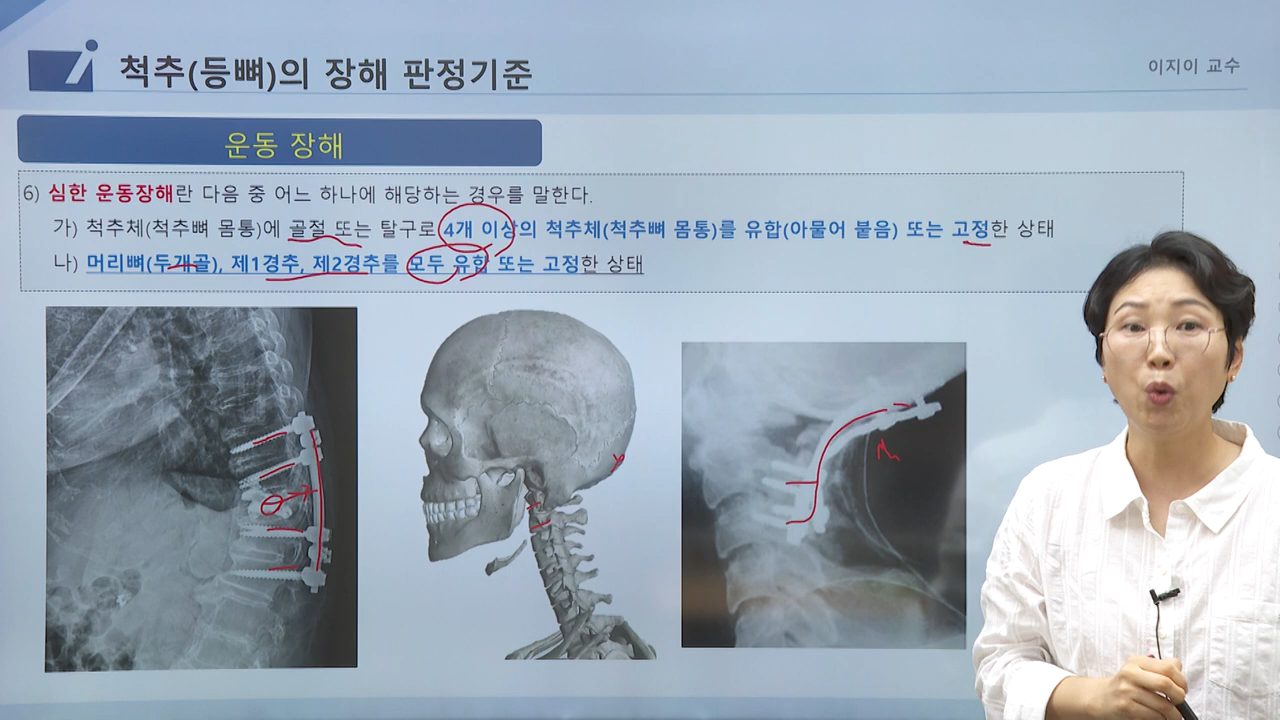 척추(등뼈)의 장해 판정기준
이지이 교수
운동 장해
6) 심한 운동장해란 다음 중 어느 하나에 해당하는 경우를 말한다.
가) 척추체(척추뼈 몸통)에 골절 또는 탈구로 4개 이상의 척추체(척추뼈 몸통)를 유합(아물어 붙음) 또는 고정한 상태
나) 머리뼈(두개골), 제1경추, 제2경추를 모두 유합 또는 고정한 상태